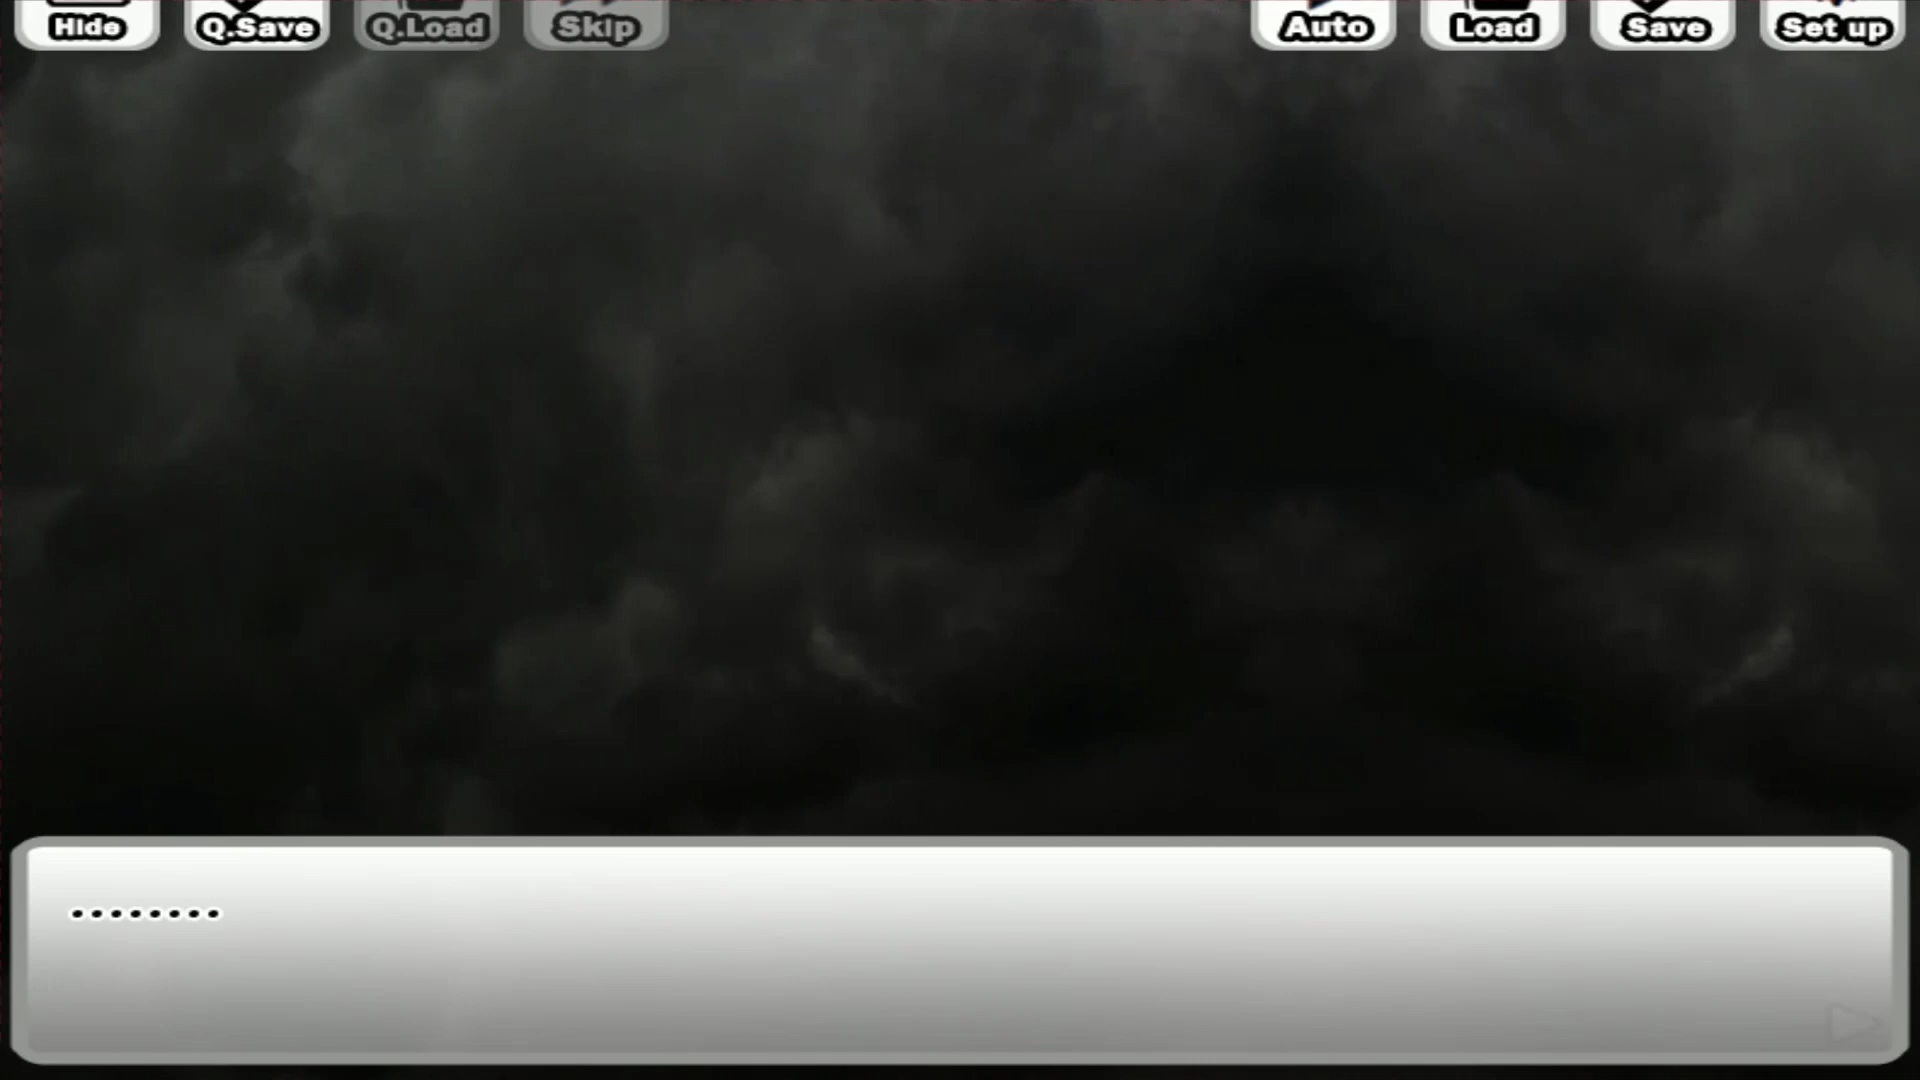 Hide Q.Save Q.Load Skip Auto Load Save Set up
........